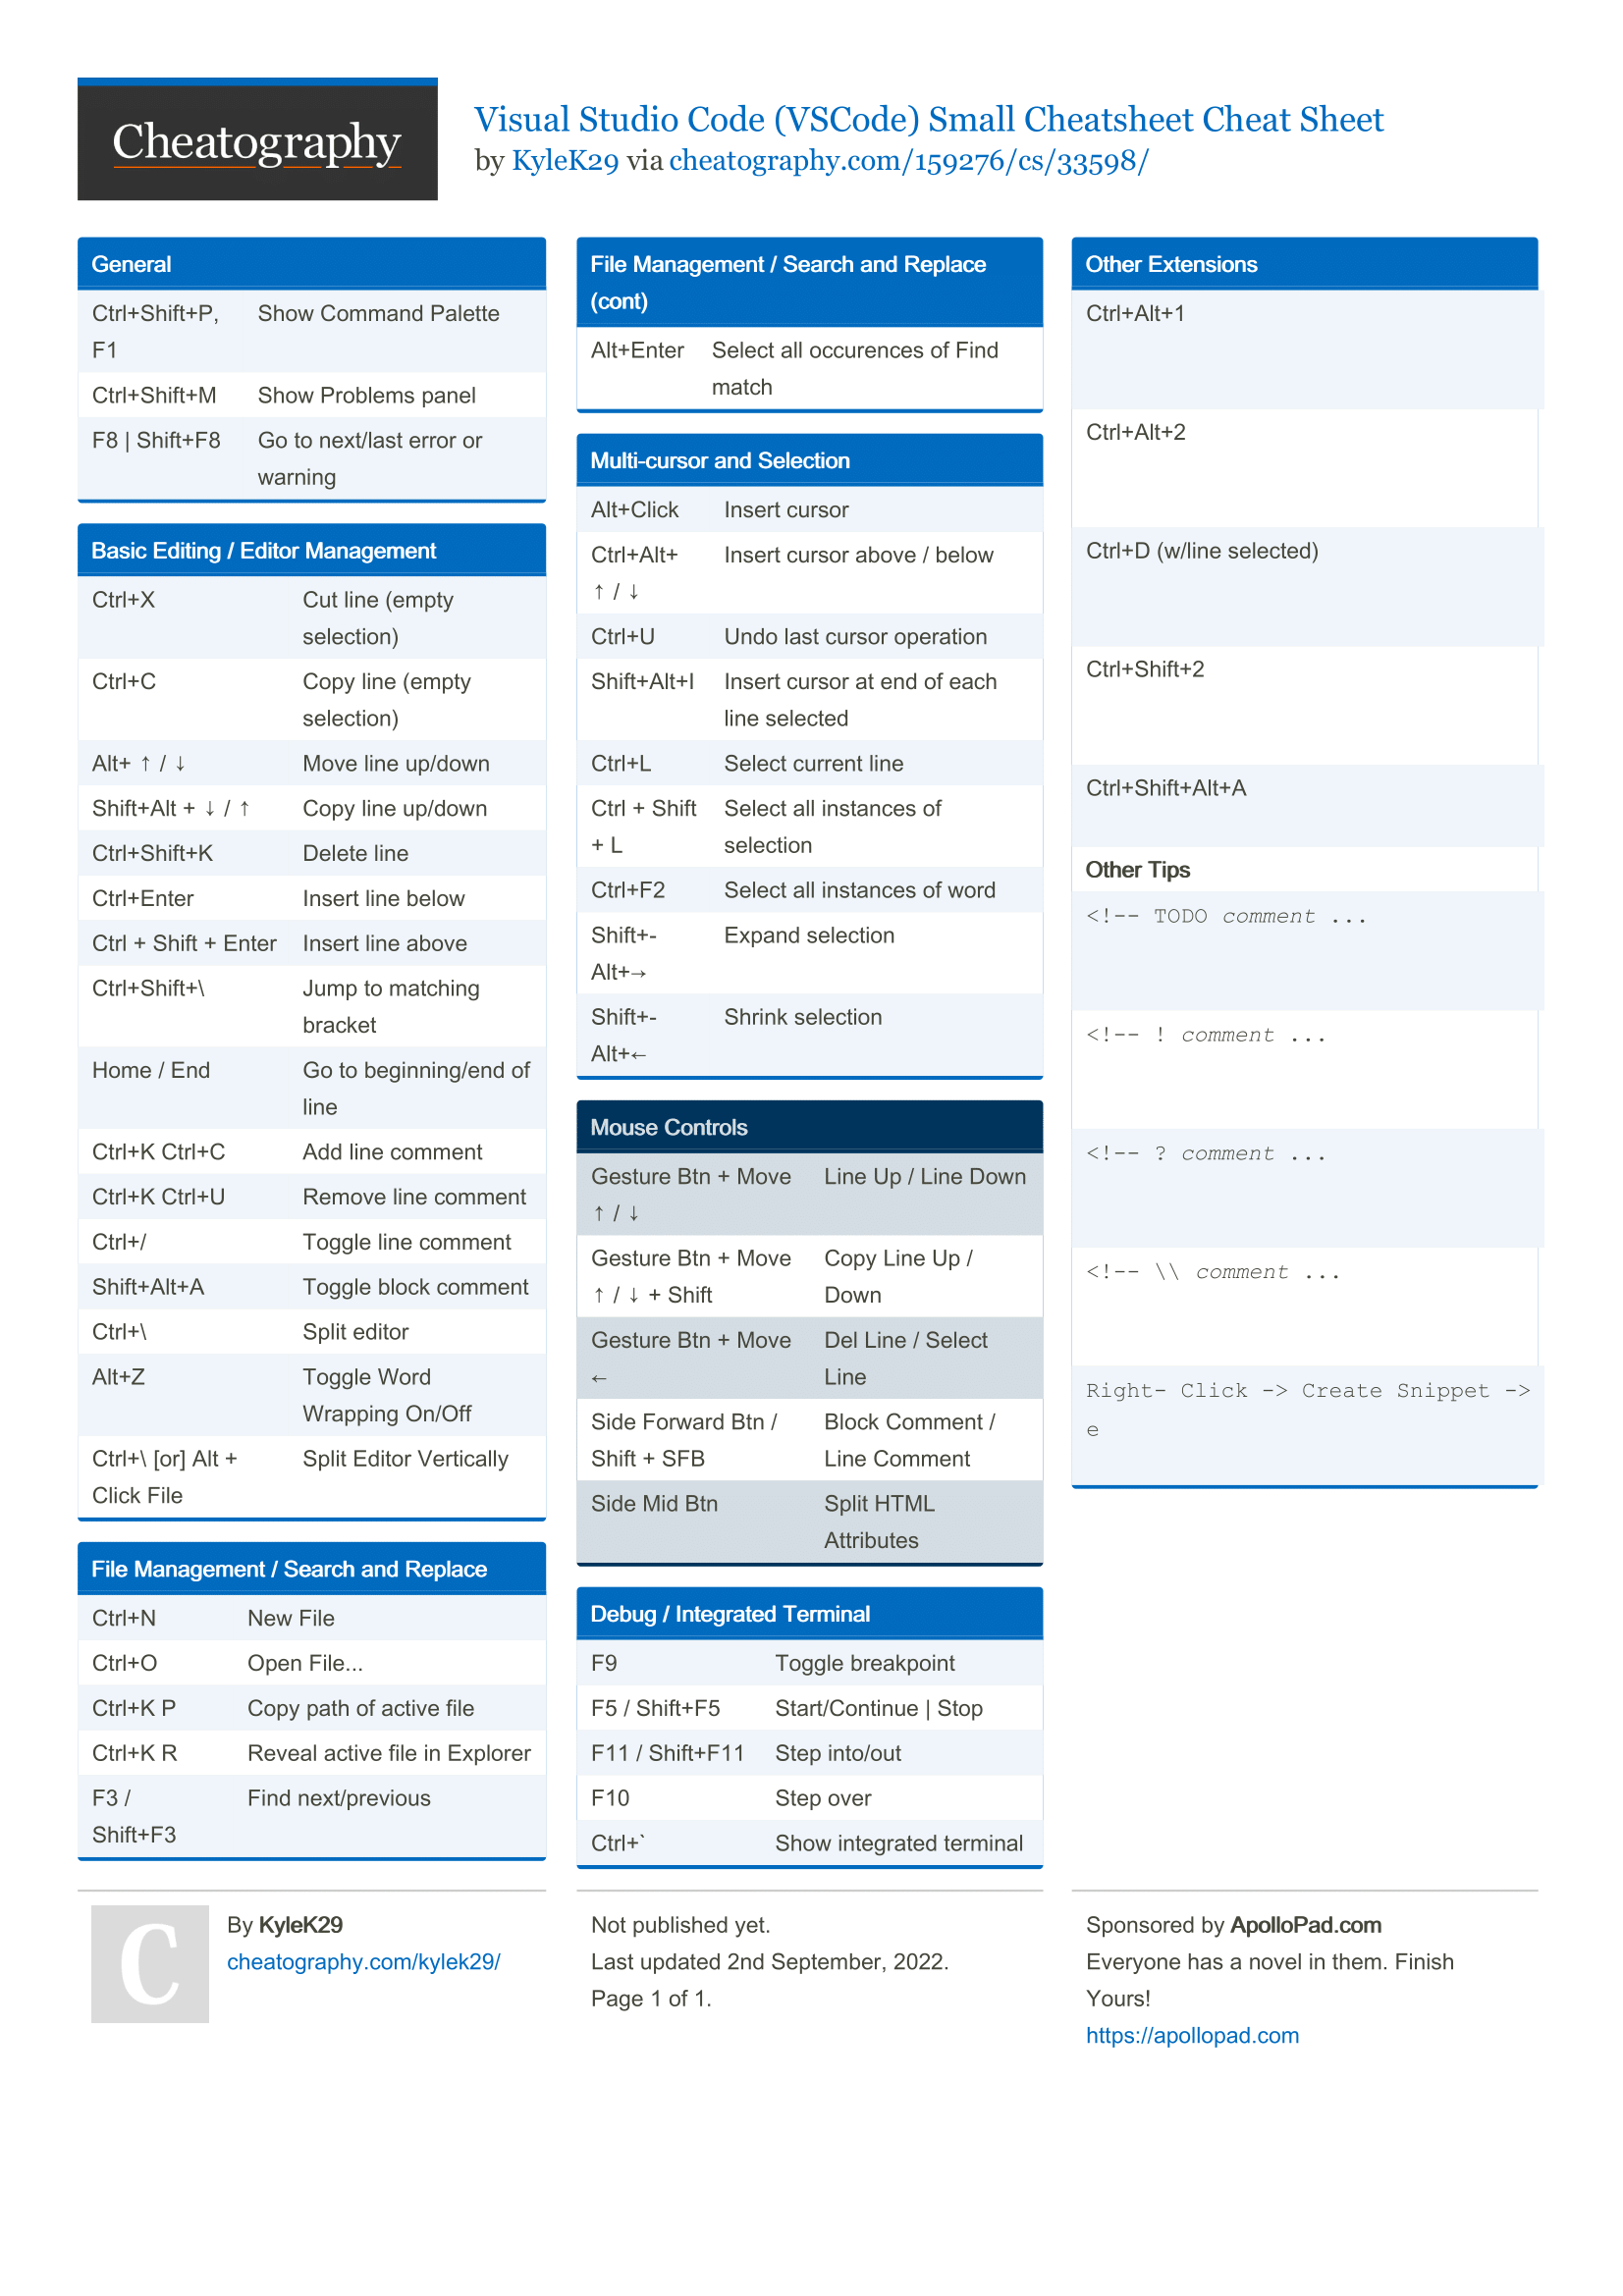 Cheatography
Visual Studio Code (VSCode) Small Cheatsheet Cheat Sheet
by KyleK29 via cheatography.com/159276/cs/33598/
General
Ctrl+Shift+P, Show Command Palette
F1
Ctrl+Shift+M Show Problems panel
F8 | Shift+F8 Go to next/last error or
warning
Basic Editing / Editor Management
Ctrl+X Cut line (empty
selection)
Ctrl+C Copy line (empty
selection)
Alt+ ↑ / ↓ Move line up/down
Shift+Alt + ↓ / ↑ Copy line up/down
Ctrl+Shift+K Delete line
Ctrl+Enter Insert line below
Ctrl + Shift + Enter Insert line above
Ctrl+Shift+\ Jump to matching
bracket
Home / End Go to beginning/end of
line
Ctrl+K Ctrl+C Add line comment
Ctrl+K Ctrl+U Remove line comment
Ctrl+/ Toggle line comment
Shift+Alt+A Toggle block comment
Ctrl+\ Split editor
Alt+Z Toggle Word
Wrapping On/Off
Ctrl+\ [or] Alt + Split Editor Vertically
Click File
File Management / Search and Replace
Ctrl+N New File
Ctrl+O Open File...
Ctrl+K P Copy path of active file
Ctrl+K R Reveal active file in Explorer
F3 / Find next/previous
Shift+F3
File Management / Search and Replace
(cont)
Alt+Enter Select all occurences of Find
match
Multi-cursor and Selection
Alt+Click Insert cursor
Ctrl+Alt+ Insert cursor above / below
↑ / ↓
Ctrl+U Undo last cursor operation
Shift+Alt+I Insert cursor at end of each
line selected
Ctrl+L Select current line
Ctrl + Shift Select all instances of
+ L selection
Ctrl+F2 Select all instances of word
Shift+- Expand selection
Alt+→
Shift+- Shrink selection
Alt+←
Mouse Controls
Gesture Btn + Move Line Up / Line Down
↑ / ↓
Gesture Btn + Move Copy Line Up /
↑ / ↓ + Shift Down
Gesture Btn + Move Del Line / Select
← Line
Side Forward Btn / Block Comment /
Shift + SFB Line Comment
Side Mid Btn Split HTML
Attributes
Debug / Integrated Terminal
F9 Toggle breakpoint
F5 / Shift+F5 Start/Continue | Stop
F11 / Shift+F11 Step into/out
F10 Step over
Ctrl+` Show integrated terminal
Other Extensions
Ctrl+Alt+1
Ctrl+Alt+2
Ctrl+D (w/line selected)
Ctrl+Shift+2
Ctrl+Shift+Alt+A
Other Tips
<!-- TODO comment ...
<!-- ! comment ...
<!-- ? comment ...
<!-- \\ comment ...
Right- Click -> Create Snippet ->
e
C
By KyleK29
cheatography.com/kylek29/
Not published yet.
Last updated 2nd September, 2022.
Page 1 of 1.
Sponsored by ApolloPad.com
Everyone has a novel in them. Finish
Yours!
https://apollopad.com